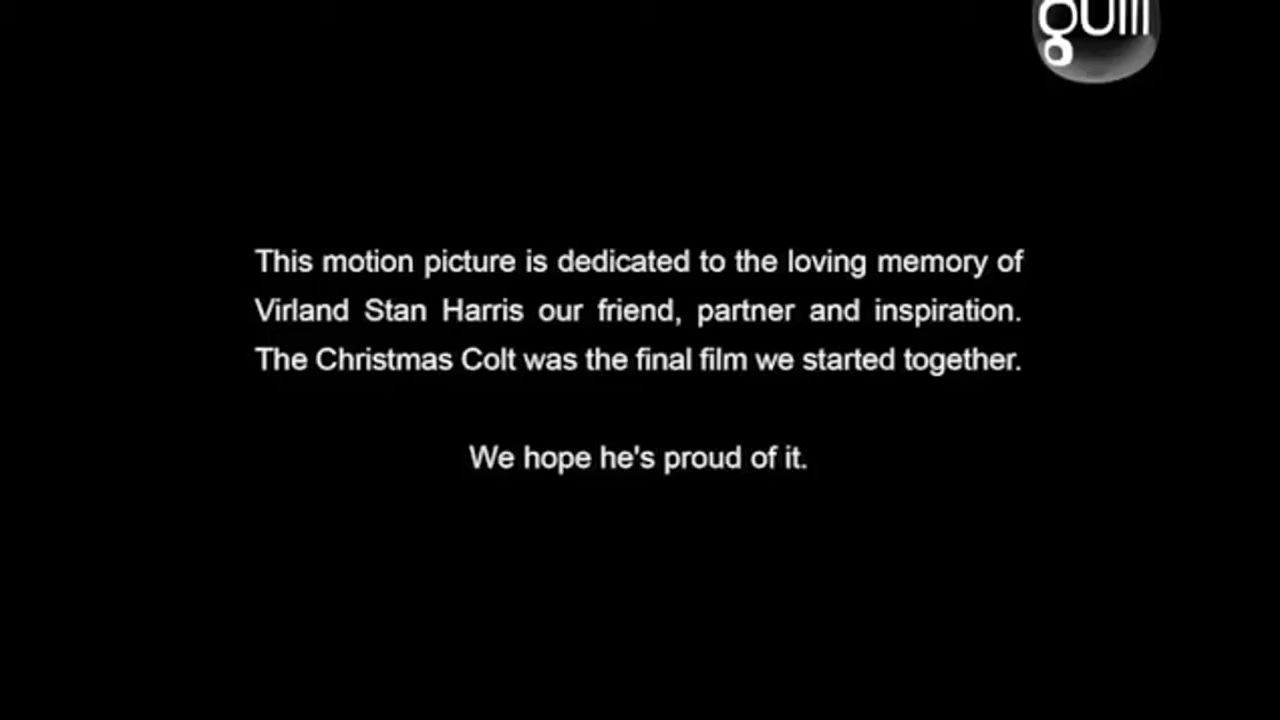 gulli
This motion picture is dedicated to the loving memory of
Virland Stan Harris our friend, partner and inspiration.
The Christmas Colt was the final film we started together.
We hope he's proud of it.